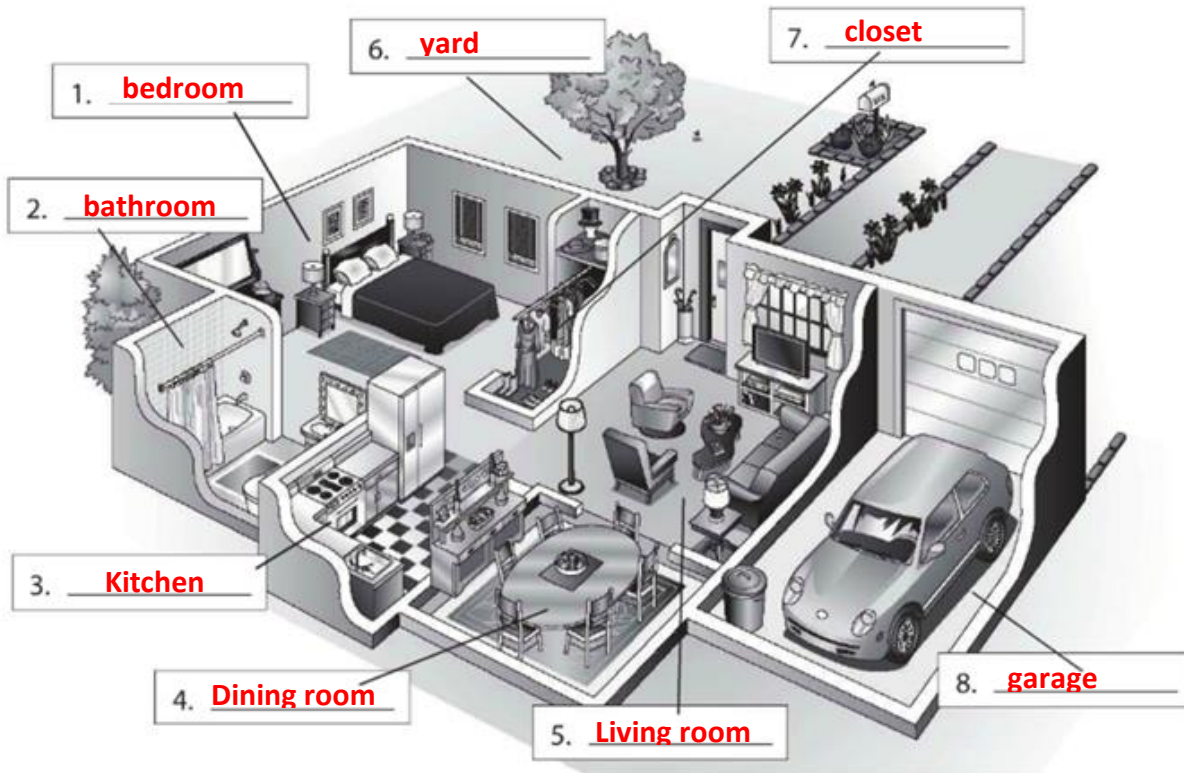 1. bedroom
2. bathroom
3. Kitchen
4. Dining room
5. Living room
6. yard
7. closet
8. garage